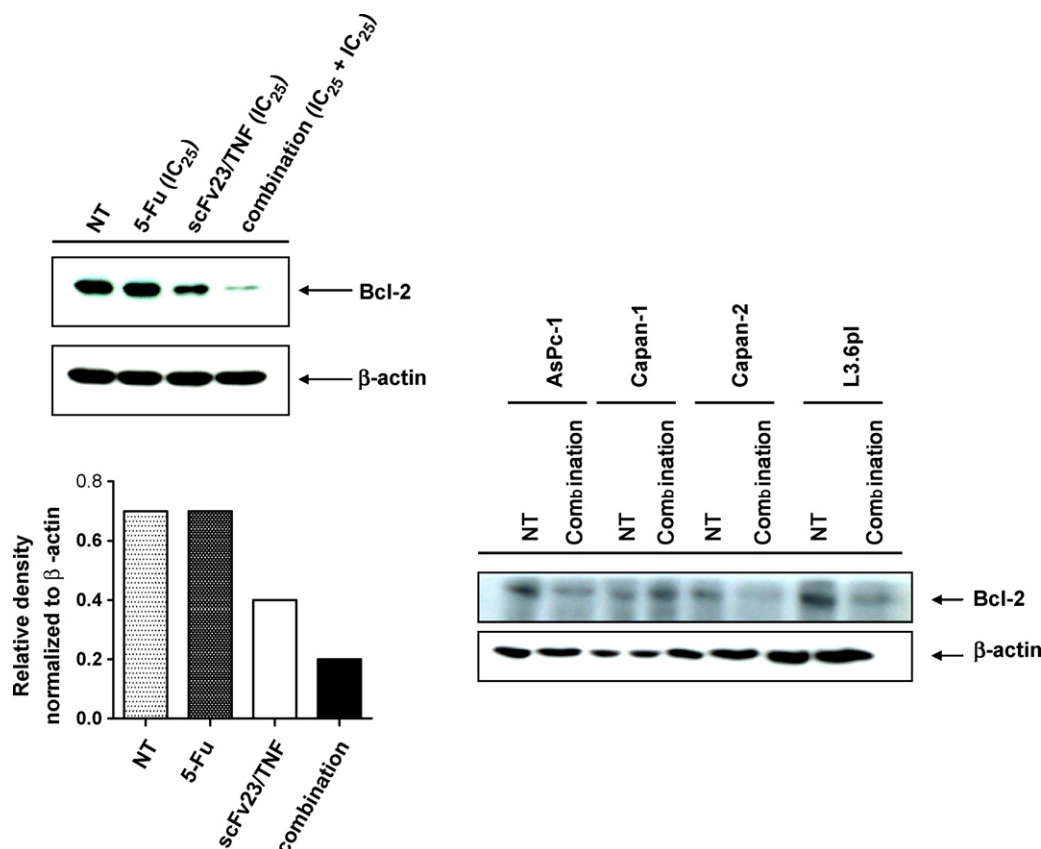 NT
5-Fu (IC25)
scFv23/TNF (IC25)
combination (IC25 + IC25)
Bcl-2
β-actin
0.8
0.6
0.4
0.2
0.0
Relative density
normalized to β -actin
NT
5-Fu
scFv23/TNF
combination
AsPc-1
Capan-1
Capan-2
L3.6pl
NT
Combination
NT
Combination
NT
Combination
NT
Combination
Bcl-2
β-actin